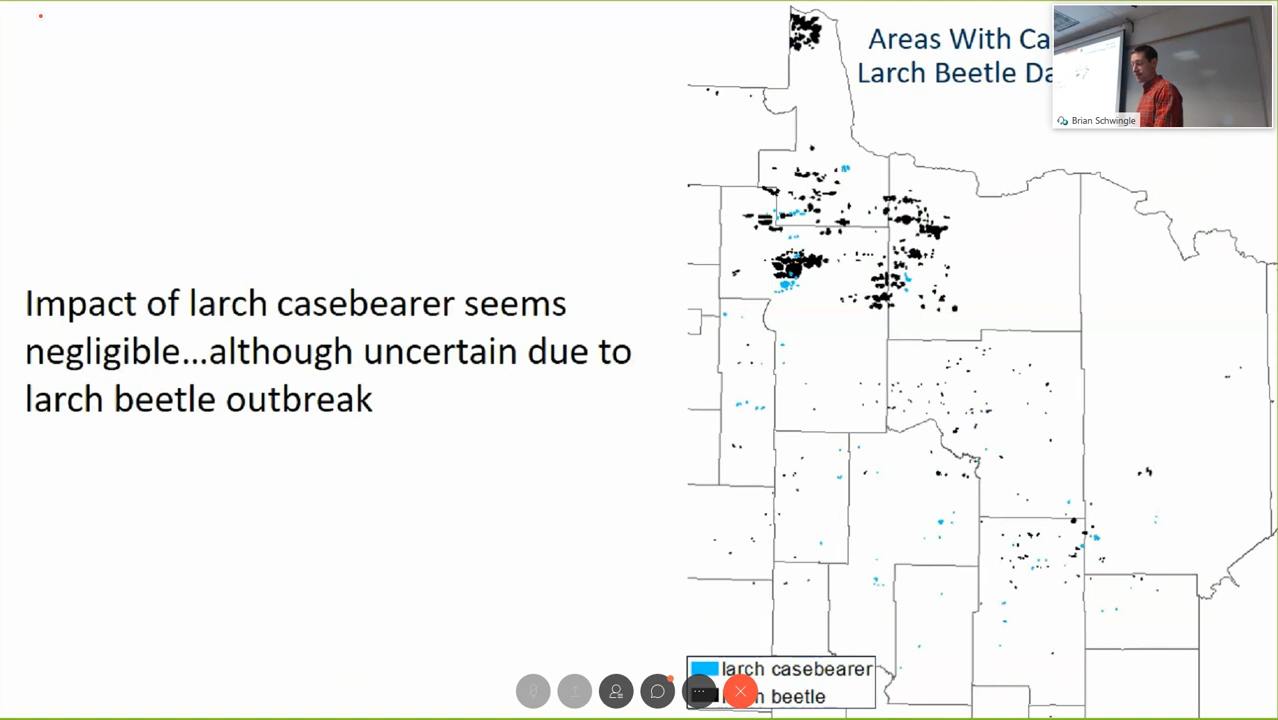 Areas With Ca
Larch Beetle Da
Brian Schwingle
Impact of larch casebearer seems
negligible...although uncertain due to
larch beetle outbreak
larch casebearer
h beetle